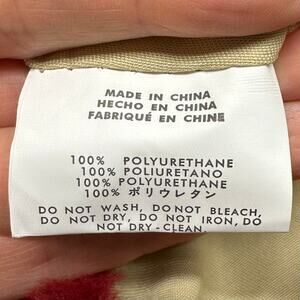 MADE IN CHINA
HECHO EN CHINA
FABRIQUÉ EN CHINE
100% POLYURETHANE
100% POLIURETANO
100% POLYURETHANE
100% ポリウレタン
DO NOT WASH, DO NOT BLEACH,
DO NOT DRY, DO NOT IRON, DO
NOT DRY-CLEAN.